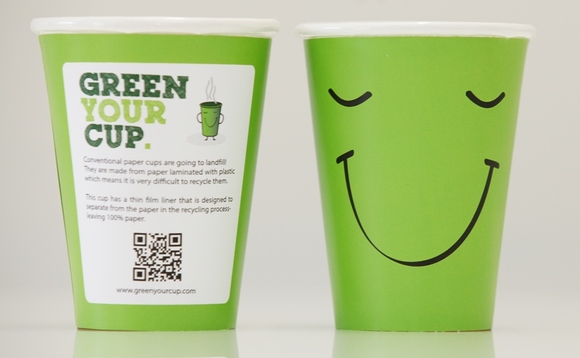 GREEN
YOUR
CUP.
Conventional paper cups are going to landfill
They are made from paper laminated with plastic
which means it is very difficult to recycle them.
This cup has a thin film liner that is designed to
separate from the paper in the recycling process-
leaving 100% paper.
www.greenyourcup.com